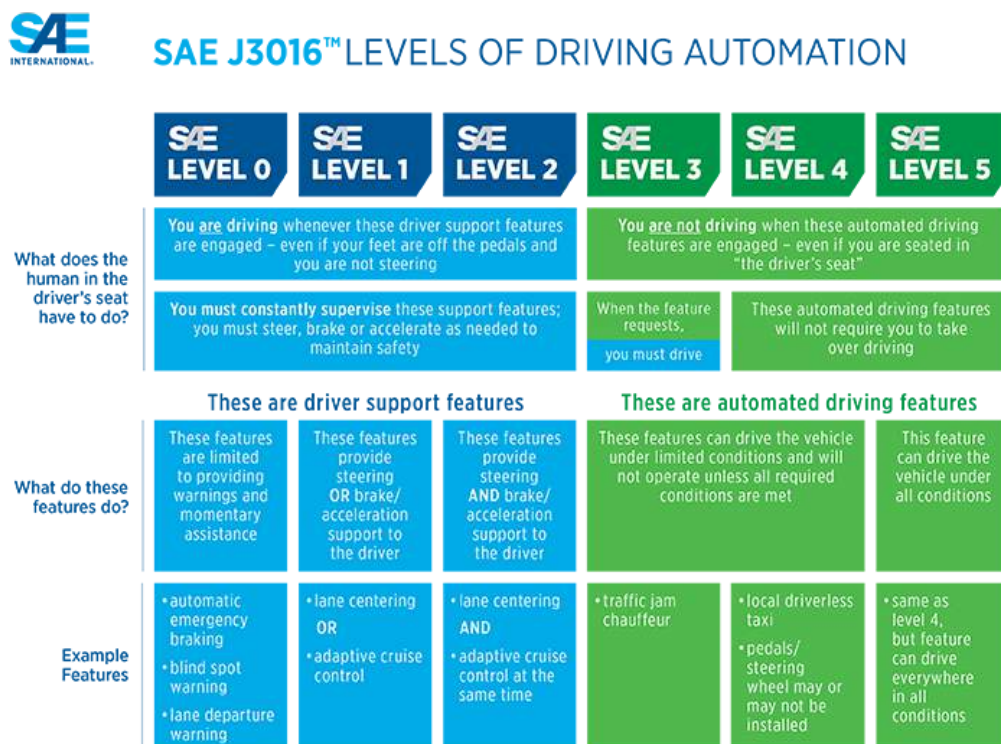 SAE
INTERNATIONAL®
SAE J3016™ LEVELS OF DRIVING AUTOMATION
SAE
LEVEL 0
SAE
LEVEL 1
SAE
LEVEL 2
SAE
LEVEL 3
SAE
LEVEL 4
SAE
LEVEL 5
What does the
human in the
driver's seat
have to do?
You are driving whenever these driver support features
are engaged – even if your feet are off the pedals and
you are not steering
You are not driving when these automated driving
features are engaged – even if you are seated in
"the driver's seat"
You must constantly supervise these support features;
you must steer, brake or accelerate as needed to
maintain safety
When the feature
requests,
you must drive
These automated driving features
will not require you to take
over driving
These are driver support features
These are automated driving features
What do these
features do?
These features
are limited
to providing
warnings and
momentary
assistance
These features
provide
steering
OR brake/
acceleration
support to
the driver
These features
provide
steering
AND brake/
acceleration
support to
the driver
These features can drive the vehicle
under limited conditions and will
not operate unless all required
conditions are met
This feature
can drive the
vehicle under
all conditions
Example
Features
• automatic
emergency
braking
• blind spot
warning
• lane departure
warning
• lane centering
OR
• adaptive cruise
control
• lane centering
AND
• adaptive cruise
control at the
same time
• traffic jam
chauffeur
• local driverless
taxi
• pedals/
steering
wheel may or
may not be
installed
• same as
level 4,
but feature
can drive
everywhere
in all
conditions